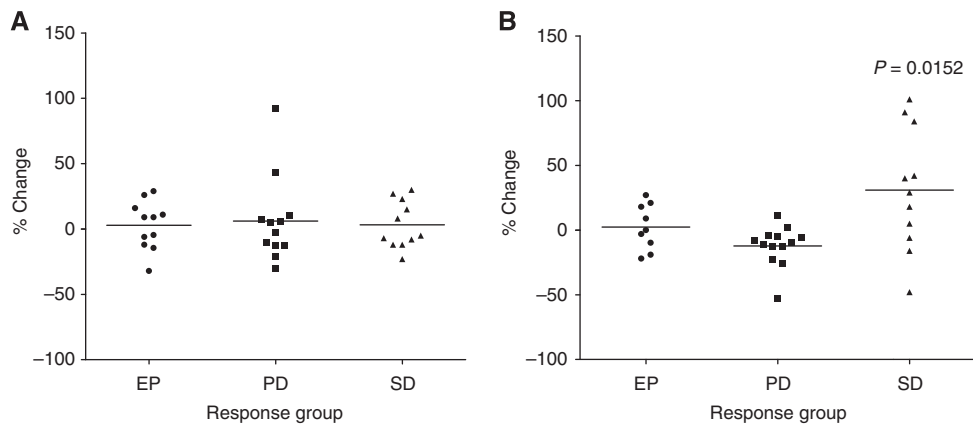 A
150
100
50
0
–50
–100
% Change
EP PD SD
Response group
B
P = 0.0152
150
100
50
0
–50
–100
% Change
EP PD SD
Response group